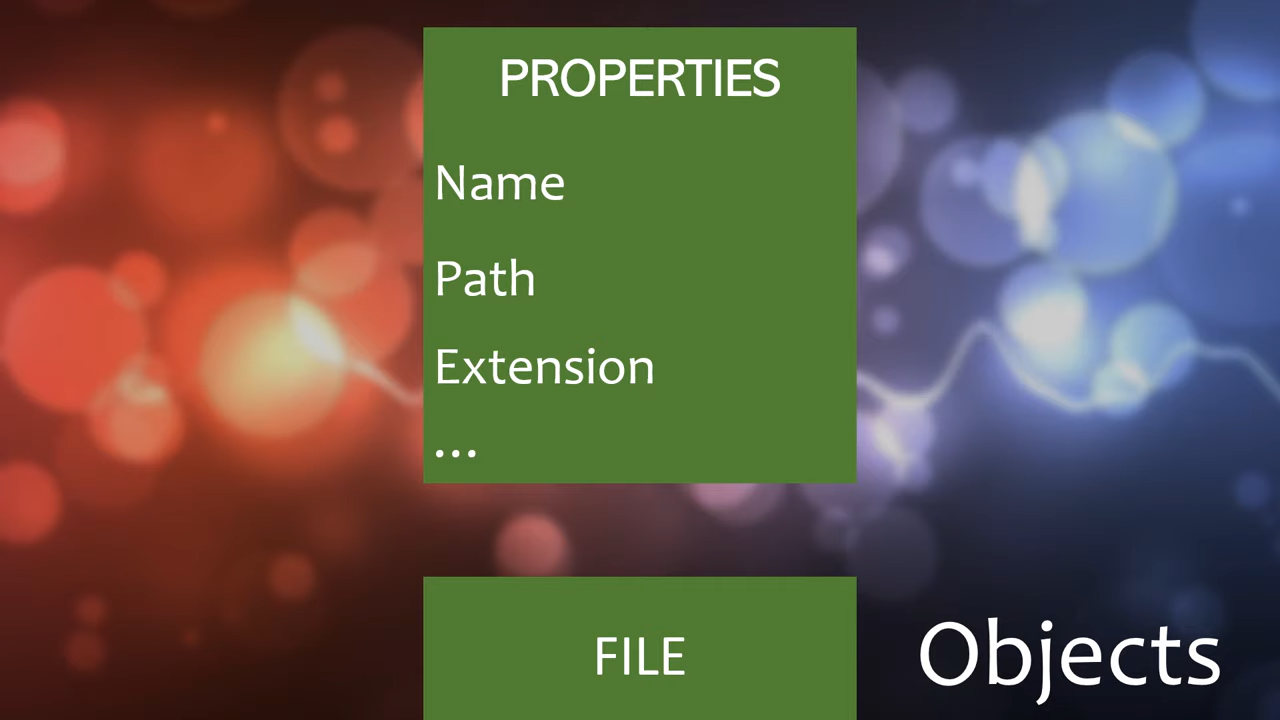 PROPERTIES
Name
Path
Extension
...
FILE
Objects